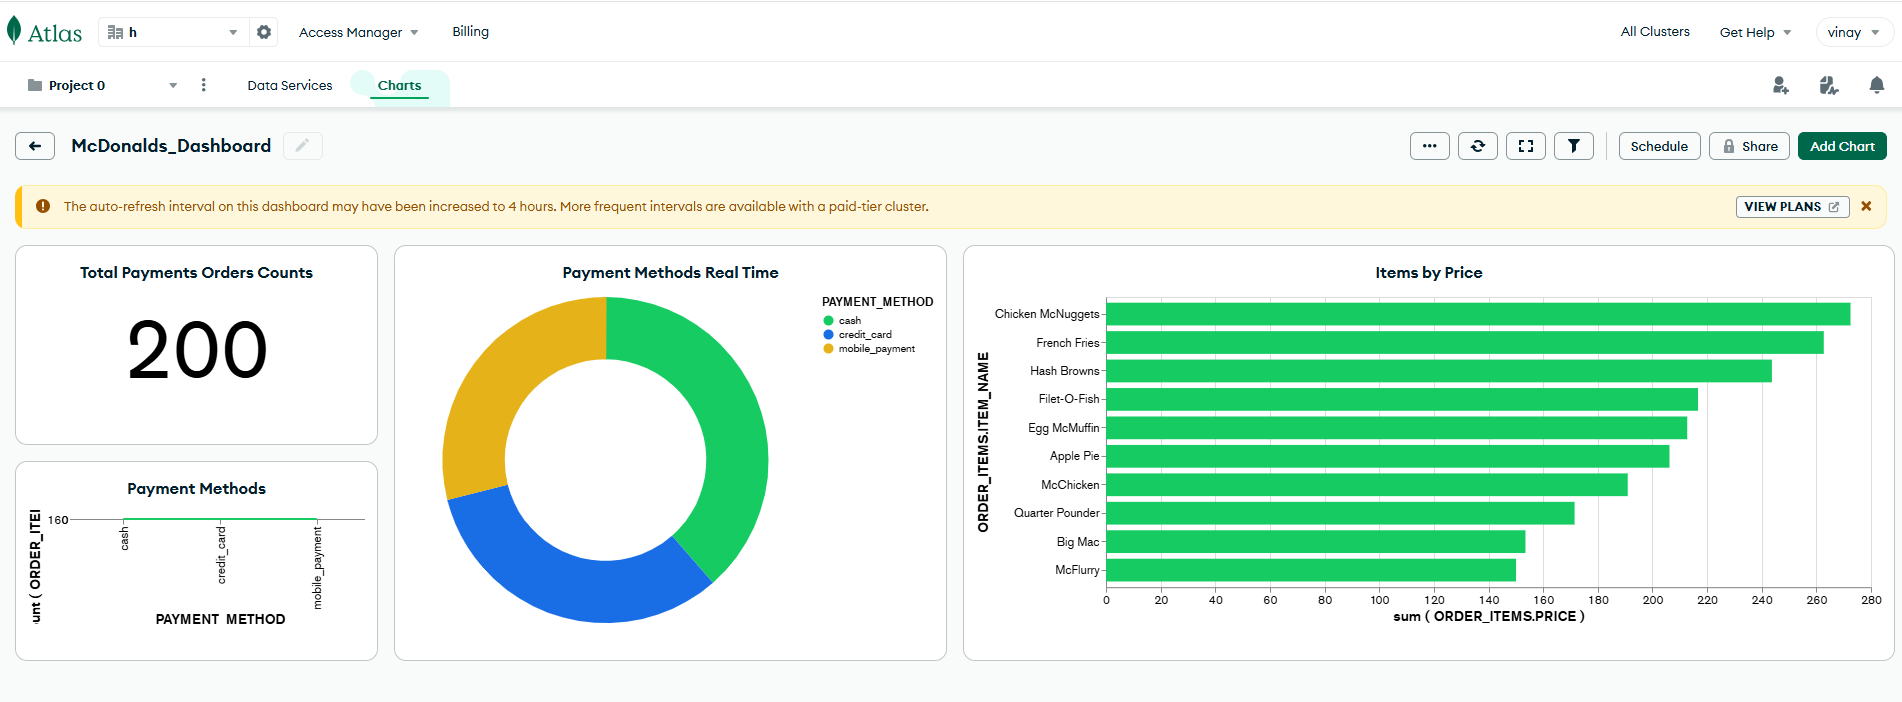 Atlas
h
Access Manager
Billing
All Clusters
Get Help
vinay
Project 0
Data Services
Charts
McDonalds_Dashboard
Schedule
Share
Add Chart
The auto-refresh interval on this dashboard may have been increased to 4 hours. More frequent intervals are available with a paid-tier cluster.
VIEW PLANS
Total Payments Orders Counts
200
Payment Methods
unt ( ORDER_ITEI
160
cash
credit_card
mobile_payment
PAYMENT_METHOD
Payment Methods Real Time
PAYMENT_METHOD
cash
credit_card
mobile_payment
Items by Price
ORDER_ITEMS.ITEM_NAME
Chicken McNuggets
French Fries
Hash Browns
Filet-O-Fish
Egg McMuffin
Apple Pie
McChicken
Quarter Pounder
Big Mac
McFlurry
0 20 40 60 80 100 120 140 160 180 200 220 240 260 280
sum ( ORDER_ITEMS.PRICE )